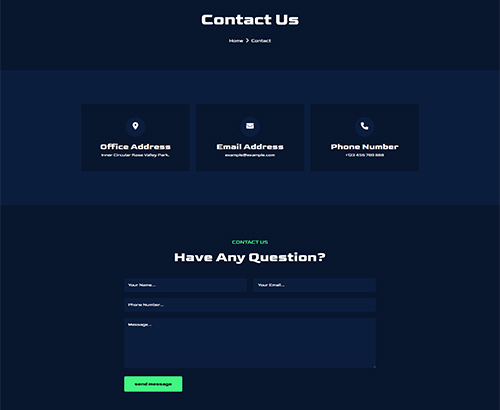 Contact Us
Home > Contact
Office Address
Inner Circular Rose Valley Park.
Email Address
example@example.com
Phone Number
+123 456 789 888
CONTACT US
Have Any Question?
Your Name...
Your Email...
Phone Number...
Message...
send message